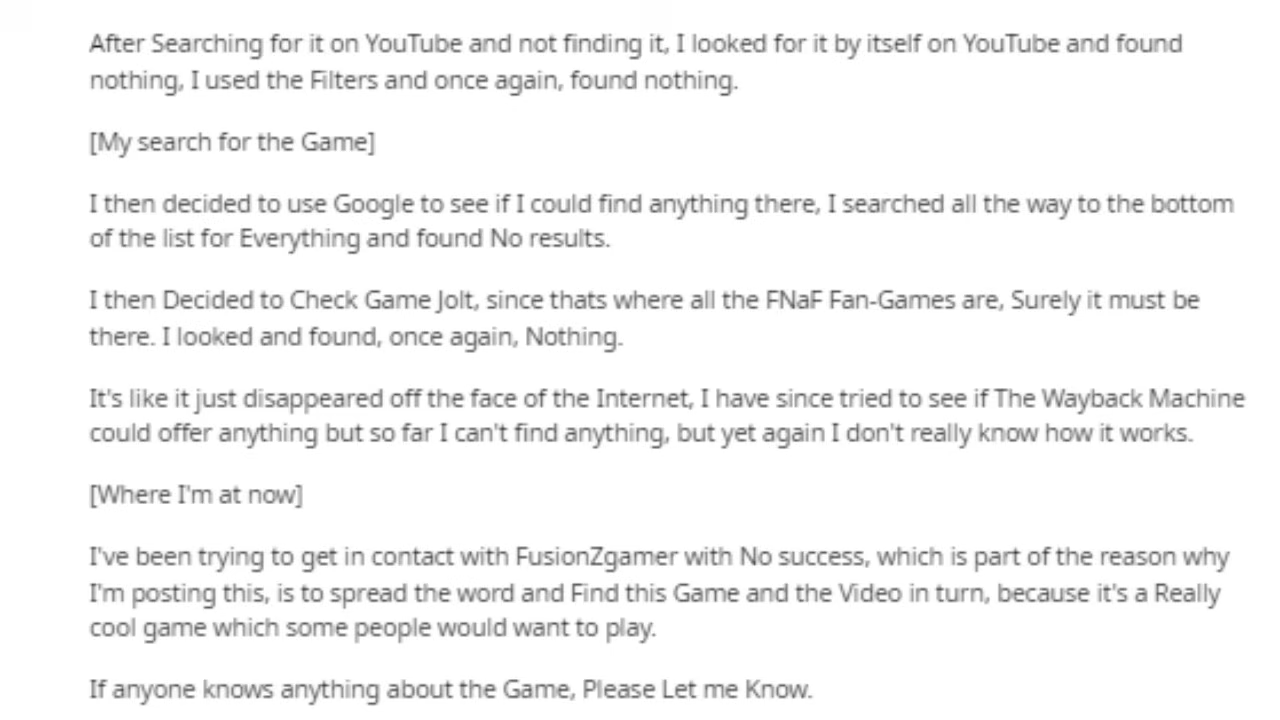 After Searching for it on YouTube and not finding it, I looked for it by itself on YouTube and found
nothing, I used the Filters and once again, found nothing.
[My search for the Game]
I then decided to use Google to see if I could find anything there, I searched all the way to the bottom
of the list for Everything and found No results.
I then Decided to Check Game Jolt, since thats where all the FNaF Fan-Games are, Surely it must be
there. I looked and found, once again, Nothing.
It's like it just disappeared off the face of the Internet, I have since tried to see if The Wayback Machine
could offer anything but so far I can't find anything, but yet again I don't really know how it works.
[Where I'm at now]
I've been trying to get in contact with FusionZgamer with No success, which is part of the reason why
I'm posting this, is to spread the word and Find this Game and the Video in turn, because it's a Really
cool game which some people would want to play.
If anyone knows anything about the Game, Please Let me Know.